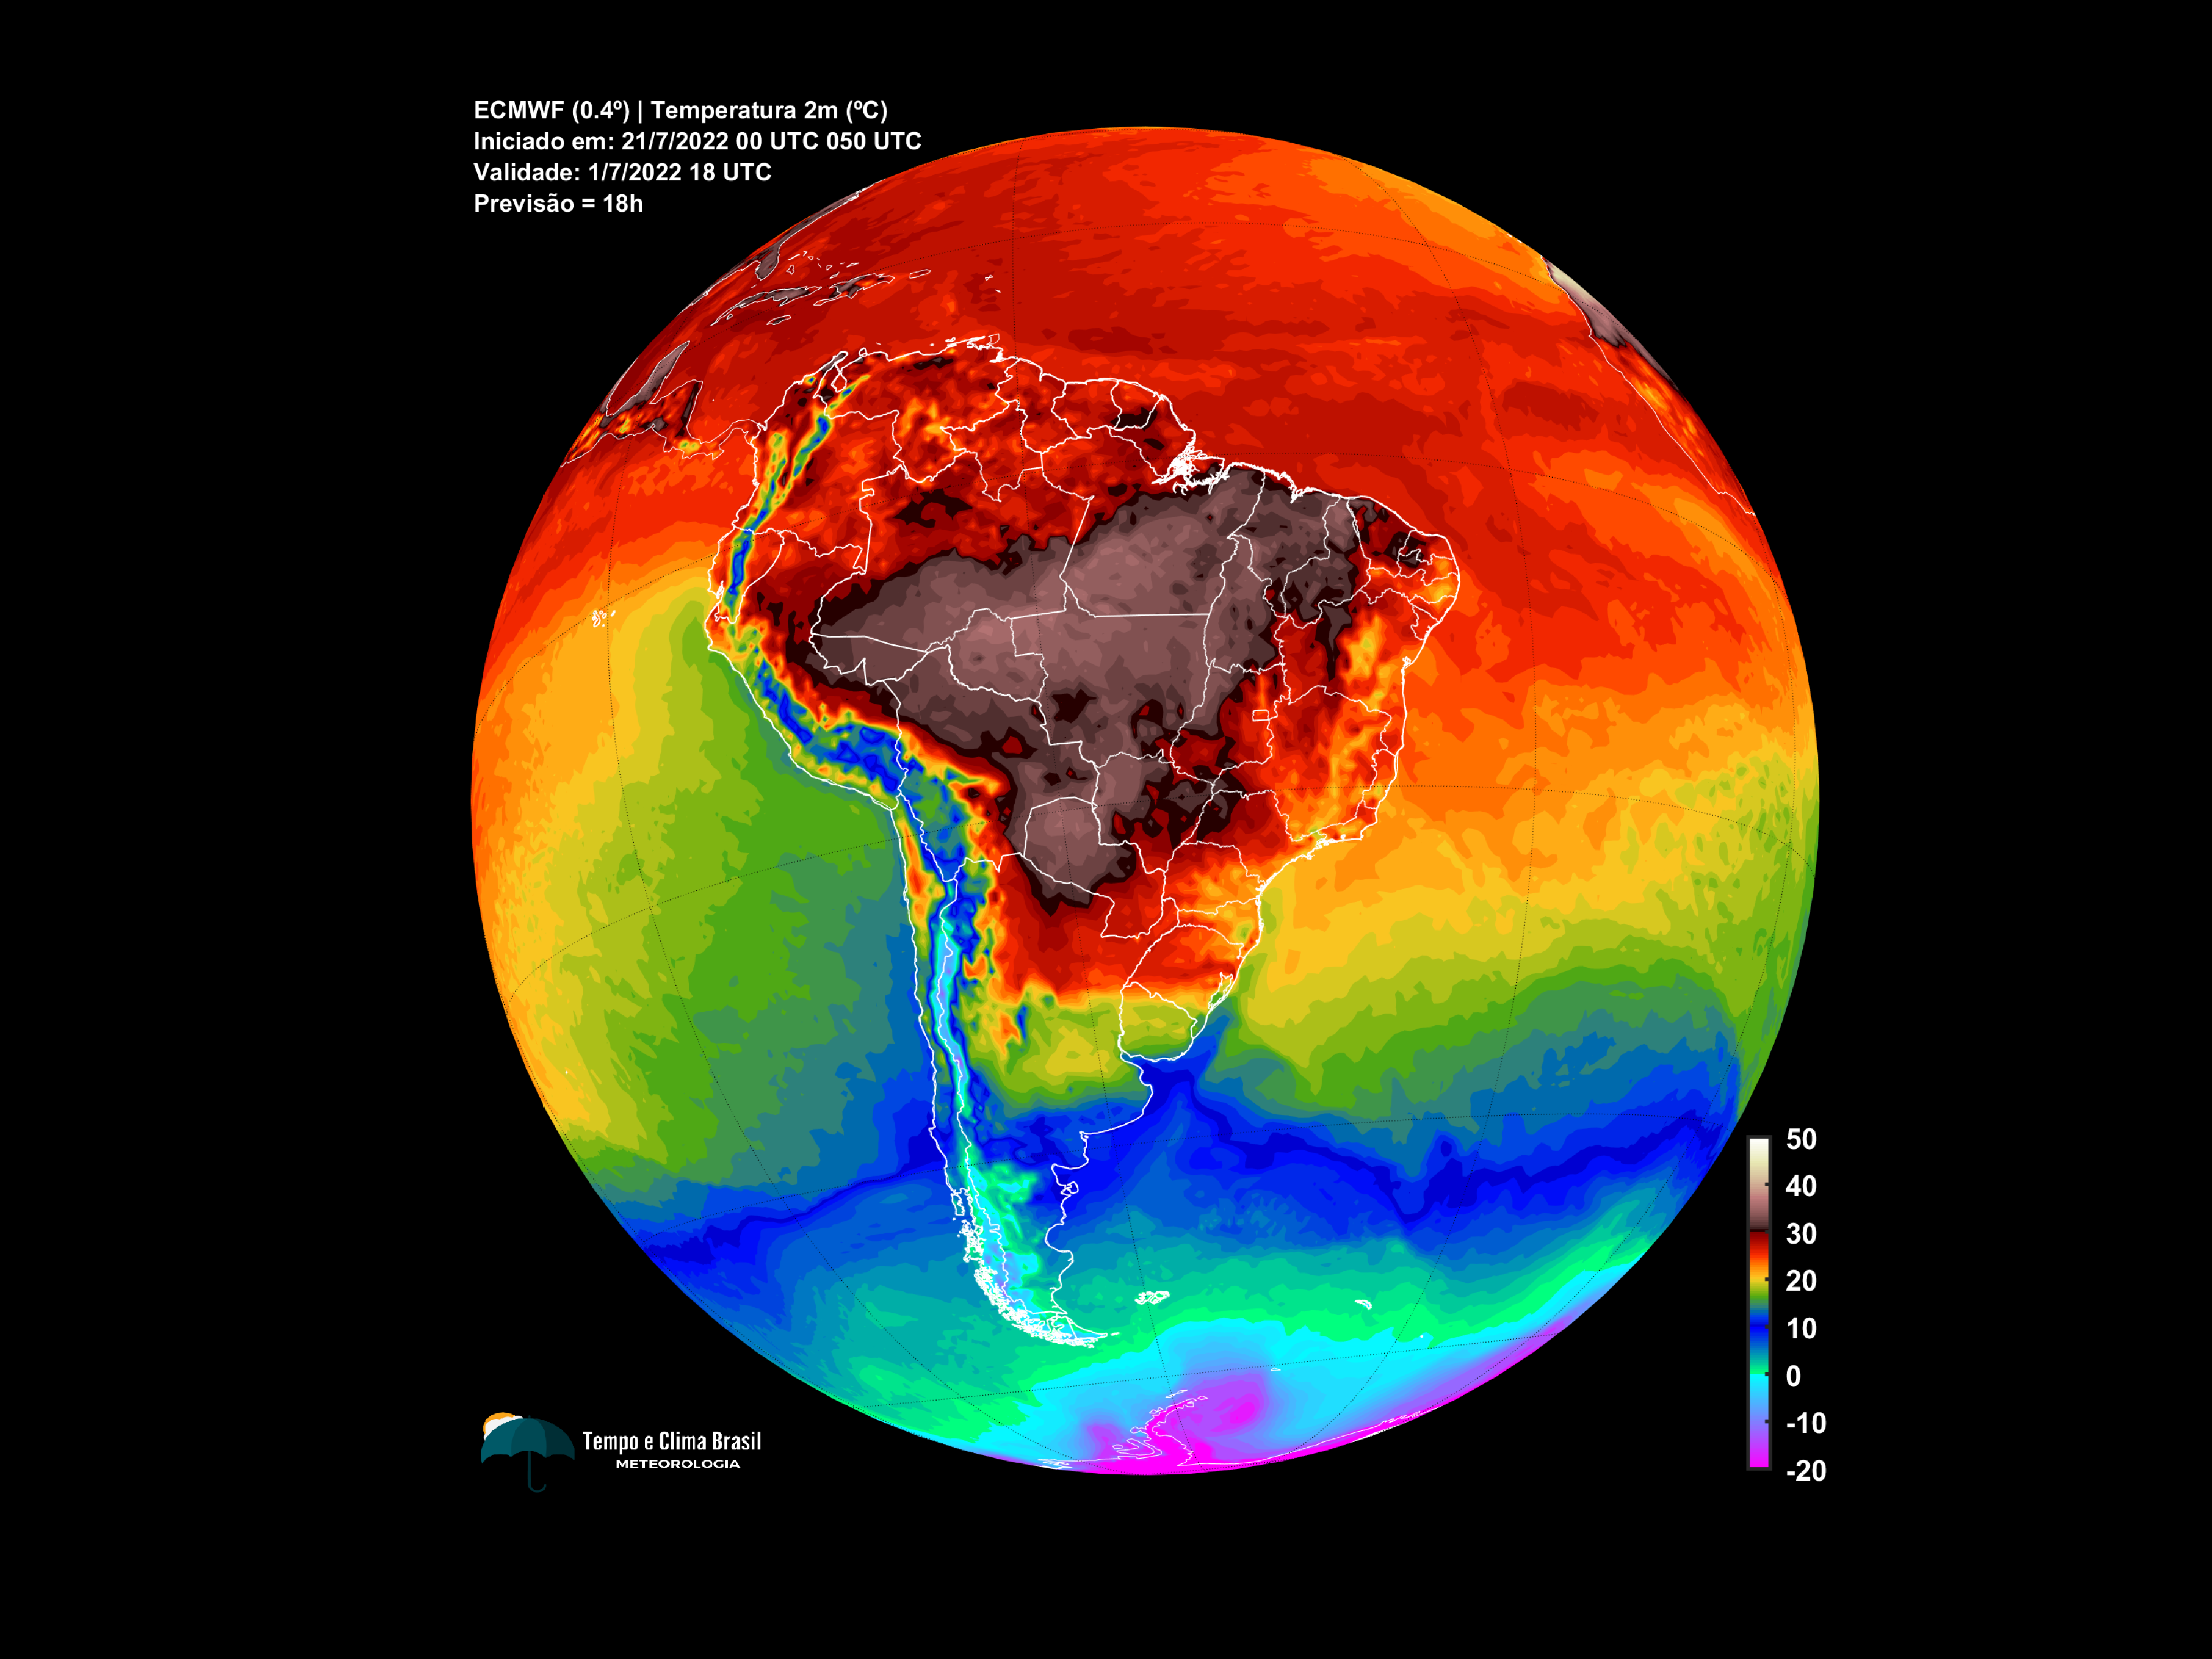 ECMWF (0.4º) | Temperatura 2m (ºC)
Iniciado em: 21/7/2022 00 UTC 050 UTC
Validade: 1/7/2022 18 UTC
Previsão = 18h
50
40
30
20
10
0
-10
-20
Tempo e Clima Brasil
METEOROLOGIA